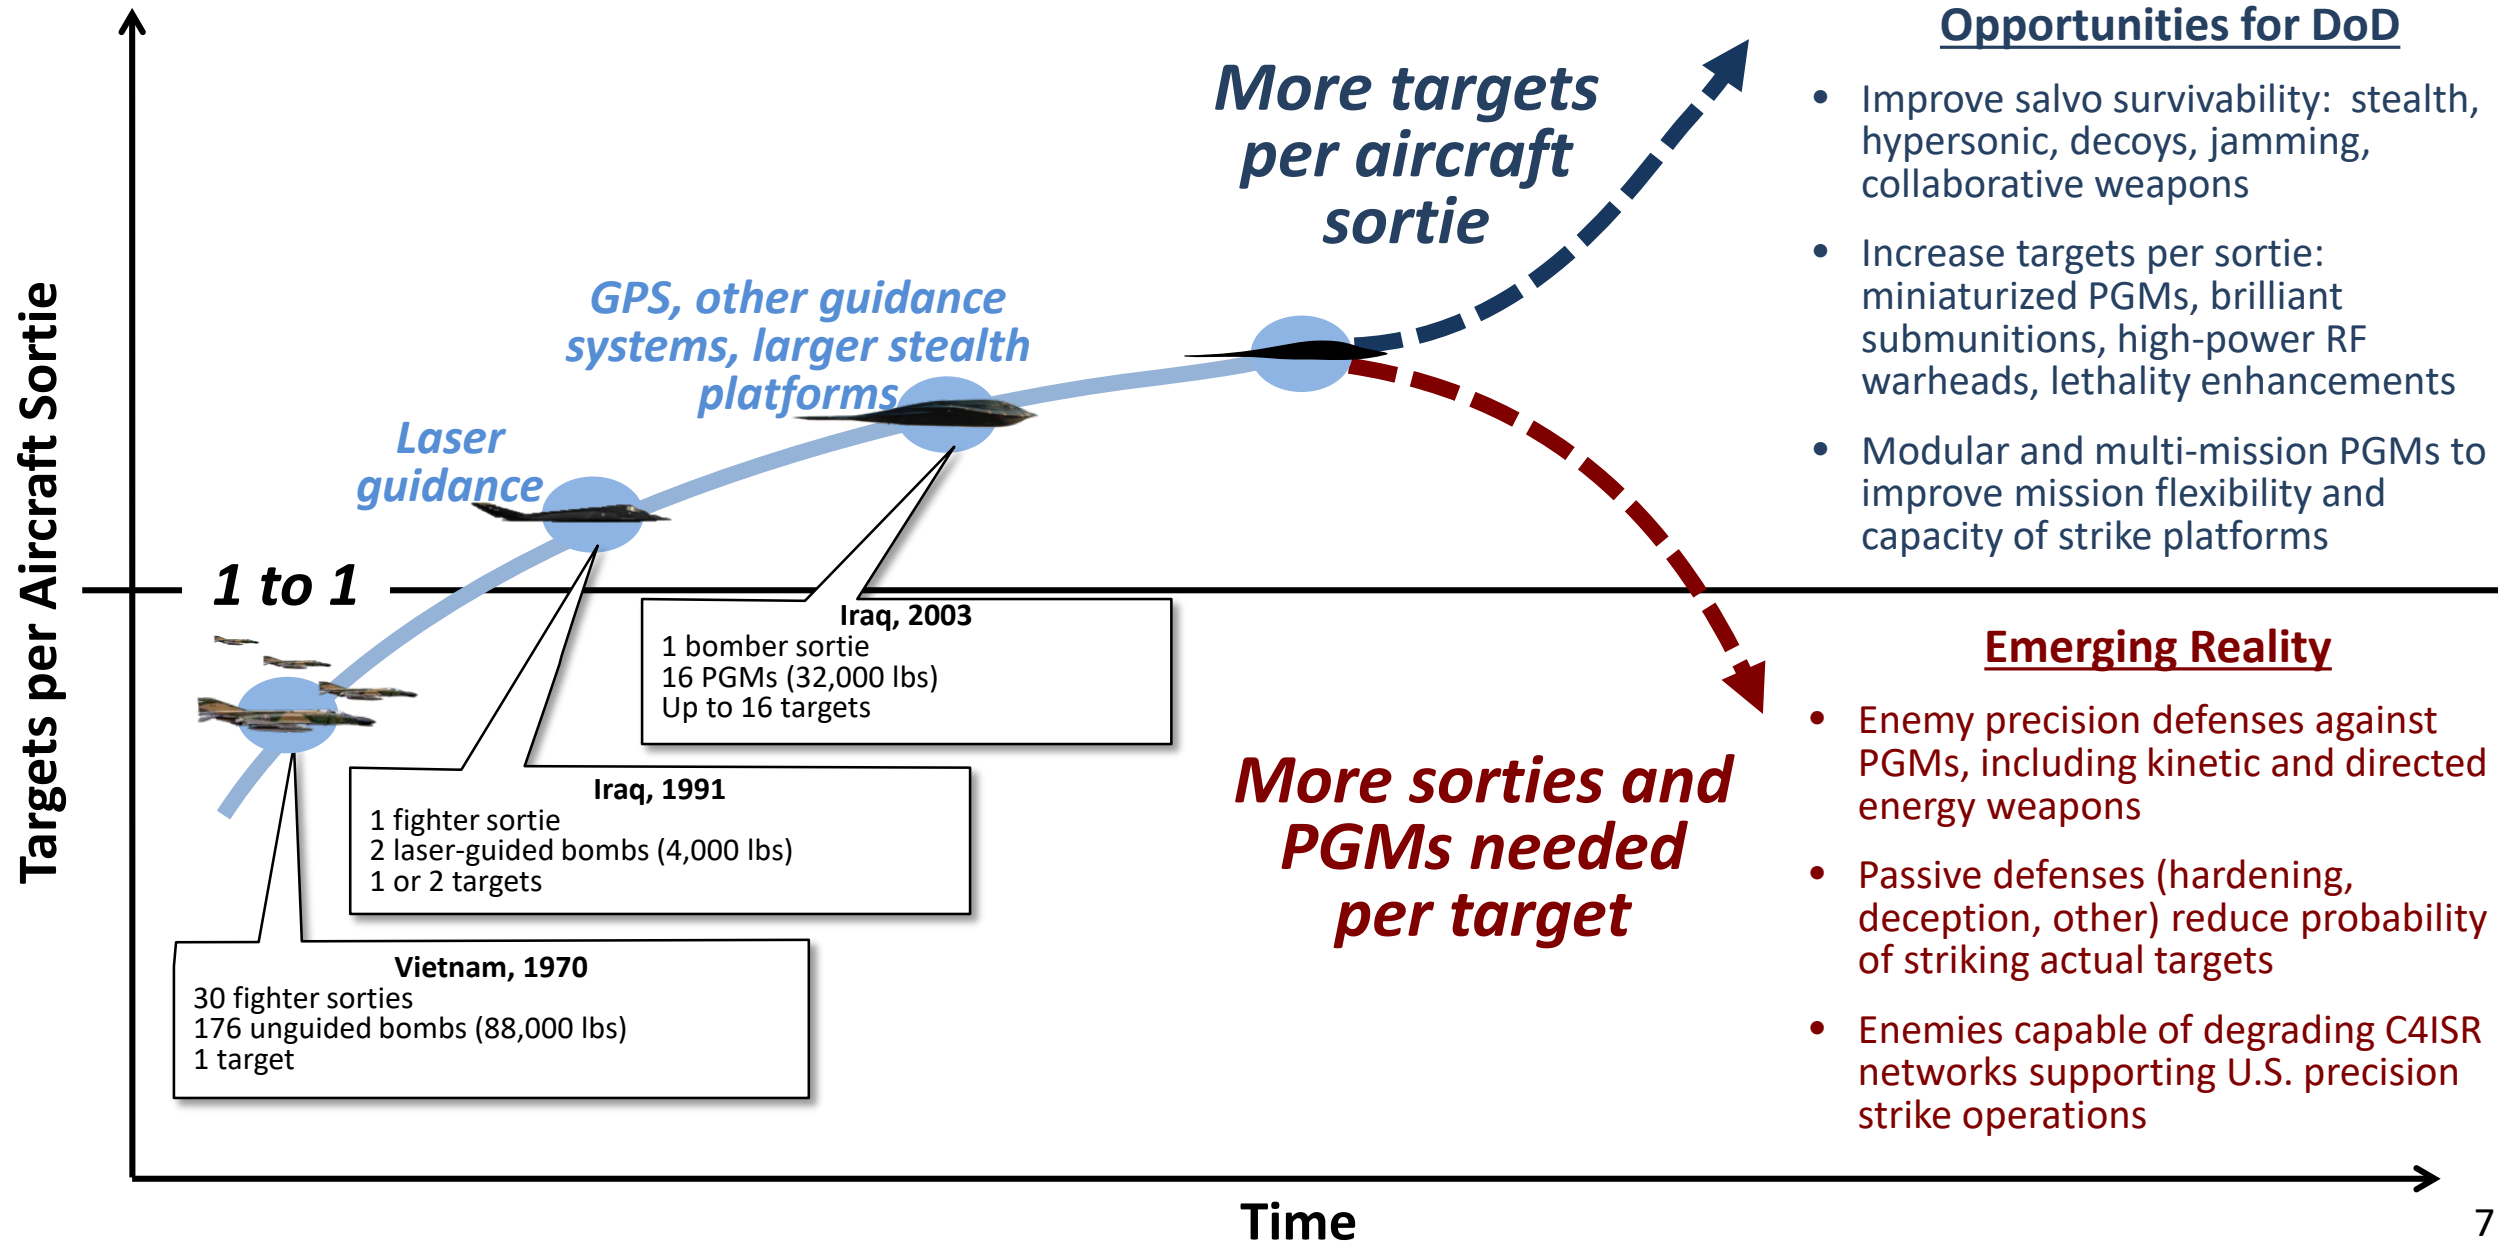 Opportunities for DoD
• Improve salvo survivability:  stealth,
hypersonic, decoys, jamming,
collaborative weapons
• Increase targets per sortie:
miniaturized PGMs, brilliant
submunitions, high-power RF
warheads, lethality enhancements
• Modular and multi-mission PGMs to
improve mission flexibility and
capacity of strike platforms
More targets
per aircraft
sortie
GPS, other guidance
systems, larger stealth
platforms
Laser
guidance
Targets per Aircraft Sortie
1 to 1
Iraq, 2003
1 bomber sortie
16 PGMs (32,000 lbs)
Up to 16 targets
Iraq, 1991
1 fighter sortie
2 laser-guided bombs (4,000 lbs)
1 or 2 targets
Vietnam, 1970
30 fighter sorties
176 unguided bombs (88,000 lbs)
1 target
More sorties and
PGMs needed
per target
Emerging Reality
• Enemy precision defenses against
PGMs, including kinetic and directed
energy weapons
• Passive defenses (hardening,
deception, other) reduce probability
of striking actual targets
• Enemies capable of degrading C4ISR
networks supporting U.S. precision
strike operations
Time
7